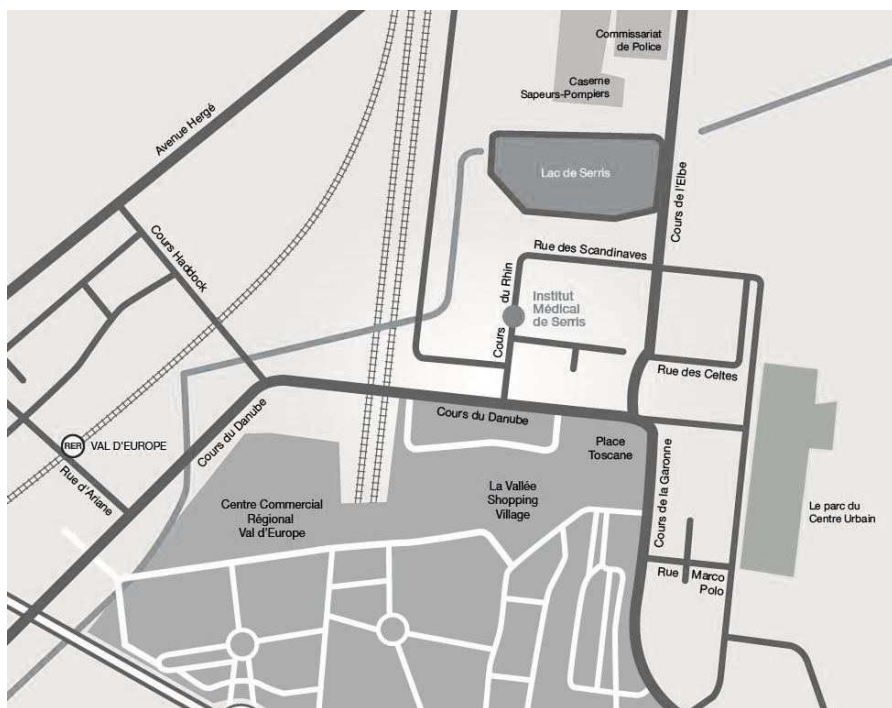 Commissariat
de Police
Caserne
Sapeurs-Pompiers
Avenue Hergé
Lac de Serris
Cours de l'Elbe
Rue des Scandinaves
Cours Haddock
Cours du Rhin
Institut
Médical
de Serris
Rue des Celtes
Cours du Danube
Cours du Danube
Place
Toscane
RER VAL D'EUROPE
Rue d'Ariane
Centre Commercial
Régional
Val d'Europe
La Vallée
Shopping
Village
Cours de la Garonne
Le parc du
Centre Urbain
Rue Marco
Polo